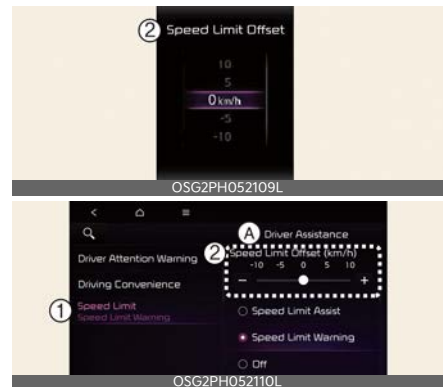 ② Speed Limit Offset
10
5
0 km/h
-5
-10
OSG2PH052109L
A Driver Assistance
Driver Attention Warning
② Speed Limit Offset (km/h)
-10 -5 0 5 10
− +
Driving Convenience
① Speed Limit
Speed Limit Warning
Speed Limit Assist
Speed Limit Warning
Off
OSG2PH052110L